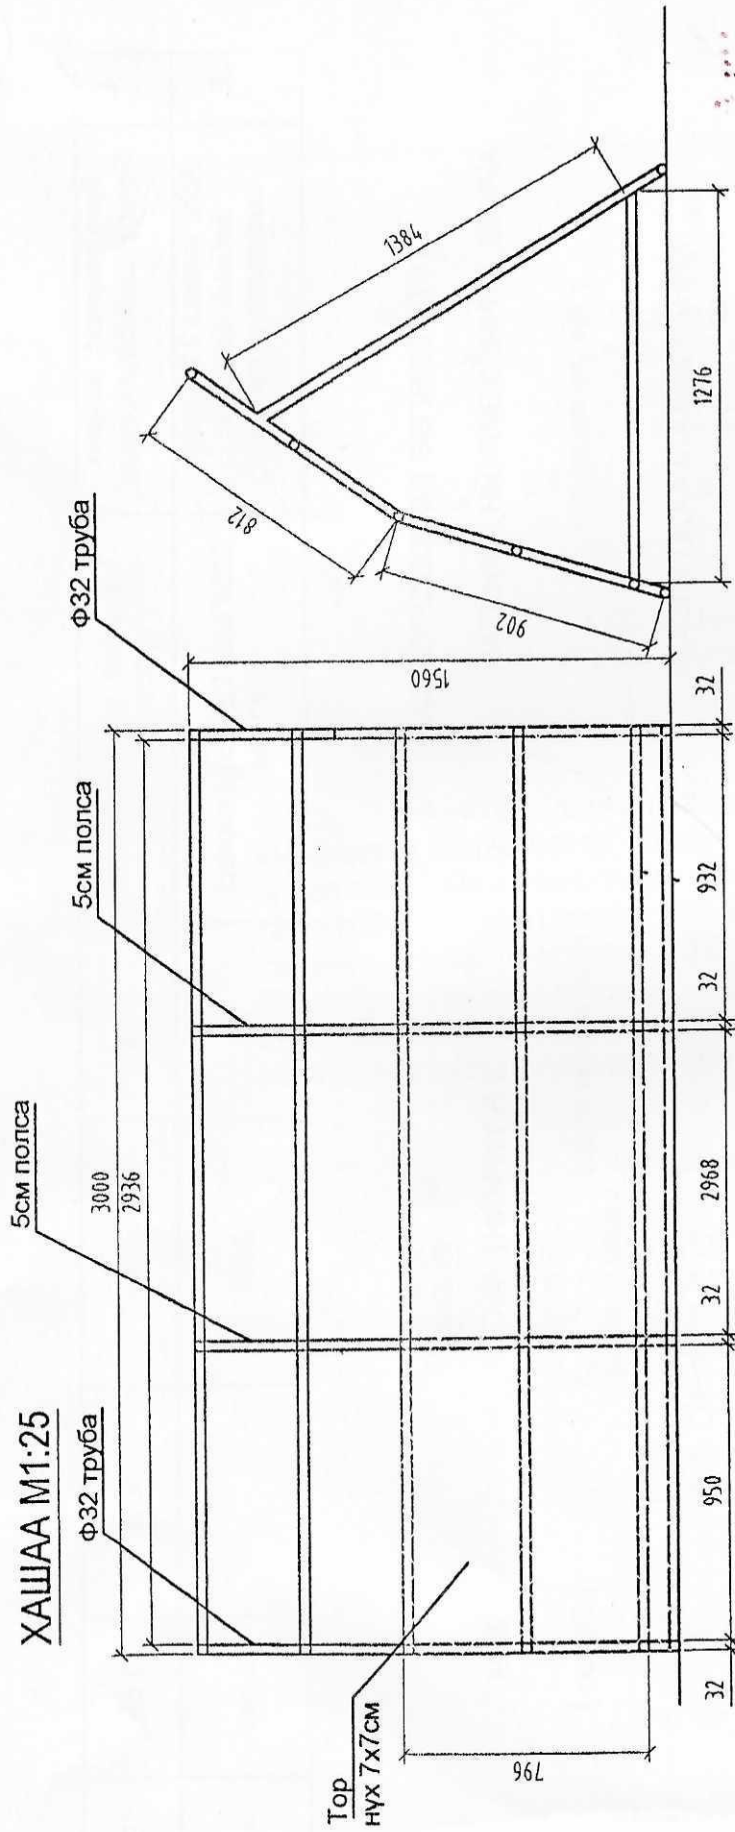 ХАШАА М1:25
Ф32 труба
5см полса
5см полса
Ф32 труба
3000
2936
Тор
нүх 7х7см
796
1560
32
950
32
2968
32
932
32
812
902
1384
1276